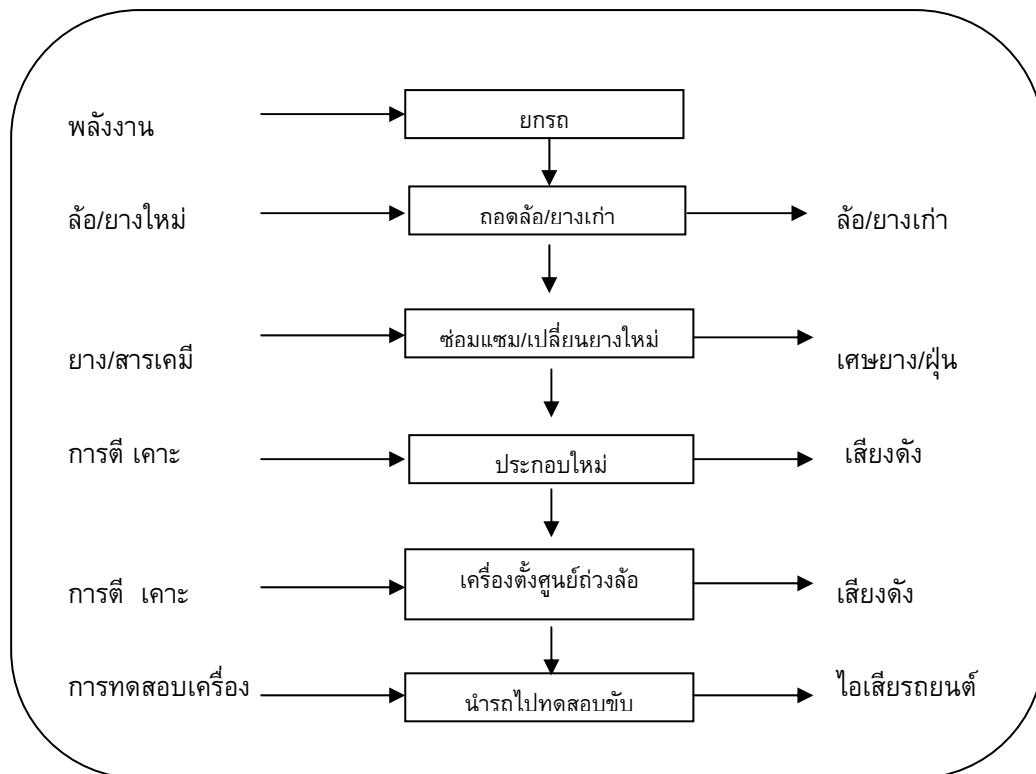 พลังงาน
ยกรถ
ล้อ/ยางใหม่
ถอดล้อ/ยางเก่า
ล้อ/ยางเก่า
ยาง/สารเคมี
ซ่อมแซม/เปลี่ยนยางใหม่
เศษยาง/ฝุ่น
การตี เคาะ
ประกอบใหม่
เสียงดัง
การตี เคาะ
เครื่องตั้งศูนย์ถ่วงล้อ
เสียงดัง
การทดสอบเครื่อง
นำรถไปทดสอบขับ
ไอเสียรถยนต์